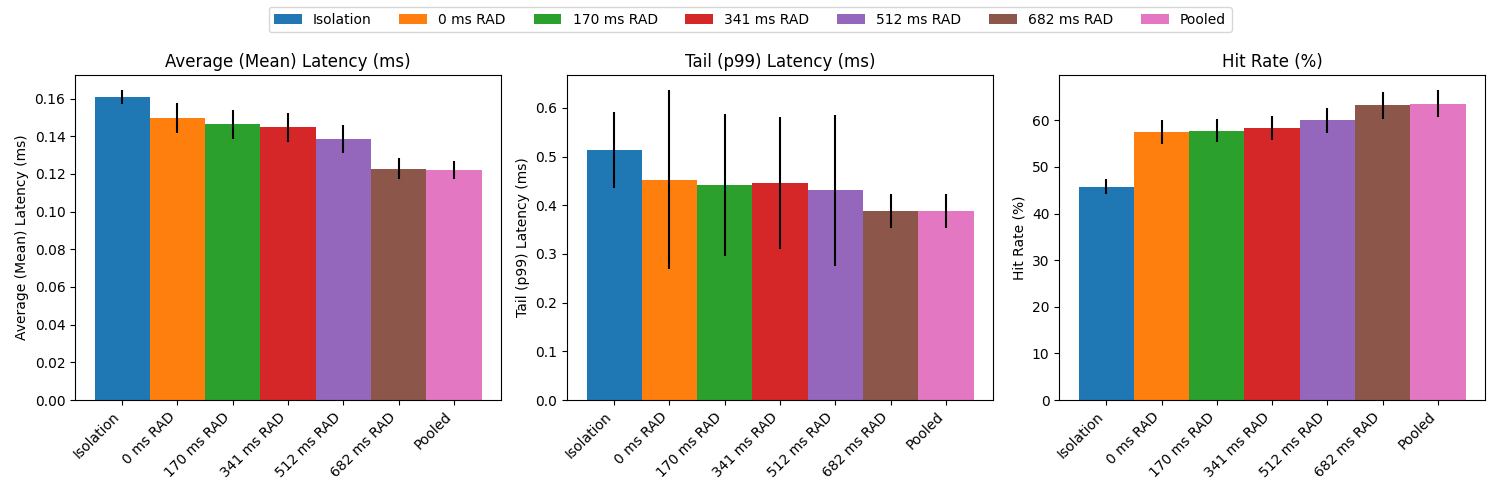 Isolation 0 ms RAD 170 ms RAD 341 ms RAD 512 ms RAD 682 ms RAD Pooled
Average (Mean) Latency (ms)
Average (Mean) Latency (ms)
0.16
0.14
0.12
0.10
0.08
0.06
0.04
0.02
0.00
Isolation
0 ms RAD
170 ms RAD
341 ms RAD
512 ms RAD
682 ms RAD
Pooled
Tail (p99) Latency (ms)
Tail (p99) Latency (ms)
0.6
0.5
0.4
0.3
0.2
0.1
0.0
Isolation
0 ms RAD
170 ms RAD
341 ms RAD
512 ms RAD
682 ms RAD
Pooled
Hit Rate (%)
Hit Rate (%)
60
50
40
30
20
10
0
Isolation
0 ms RAD
170 ms RAD
341 ms RAD
512 ms RAD
682 ms RAD
Pooled